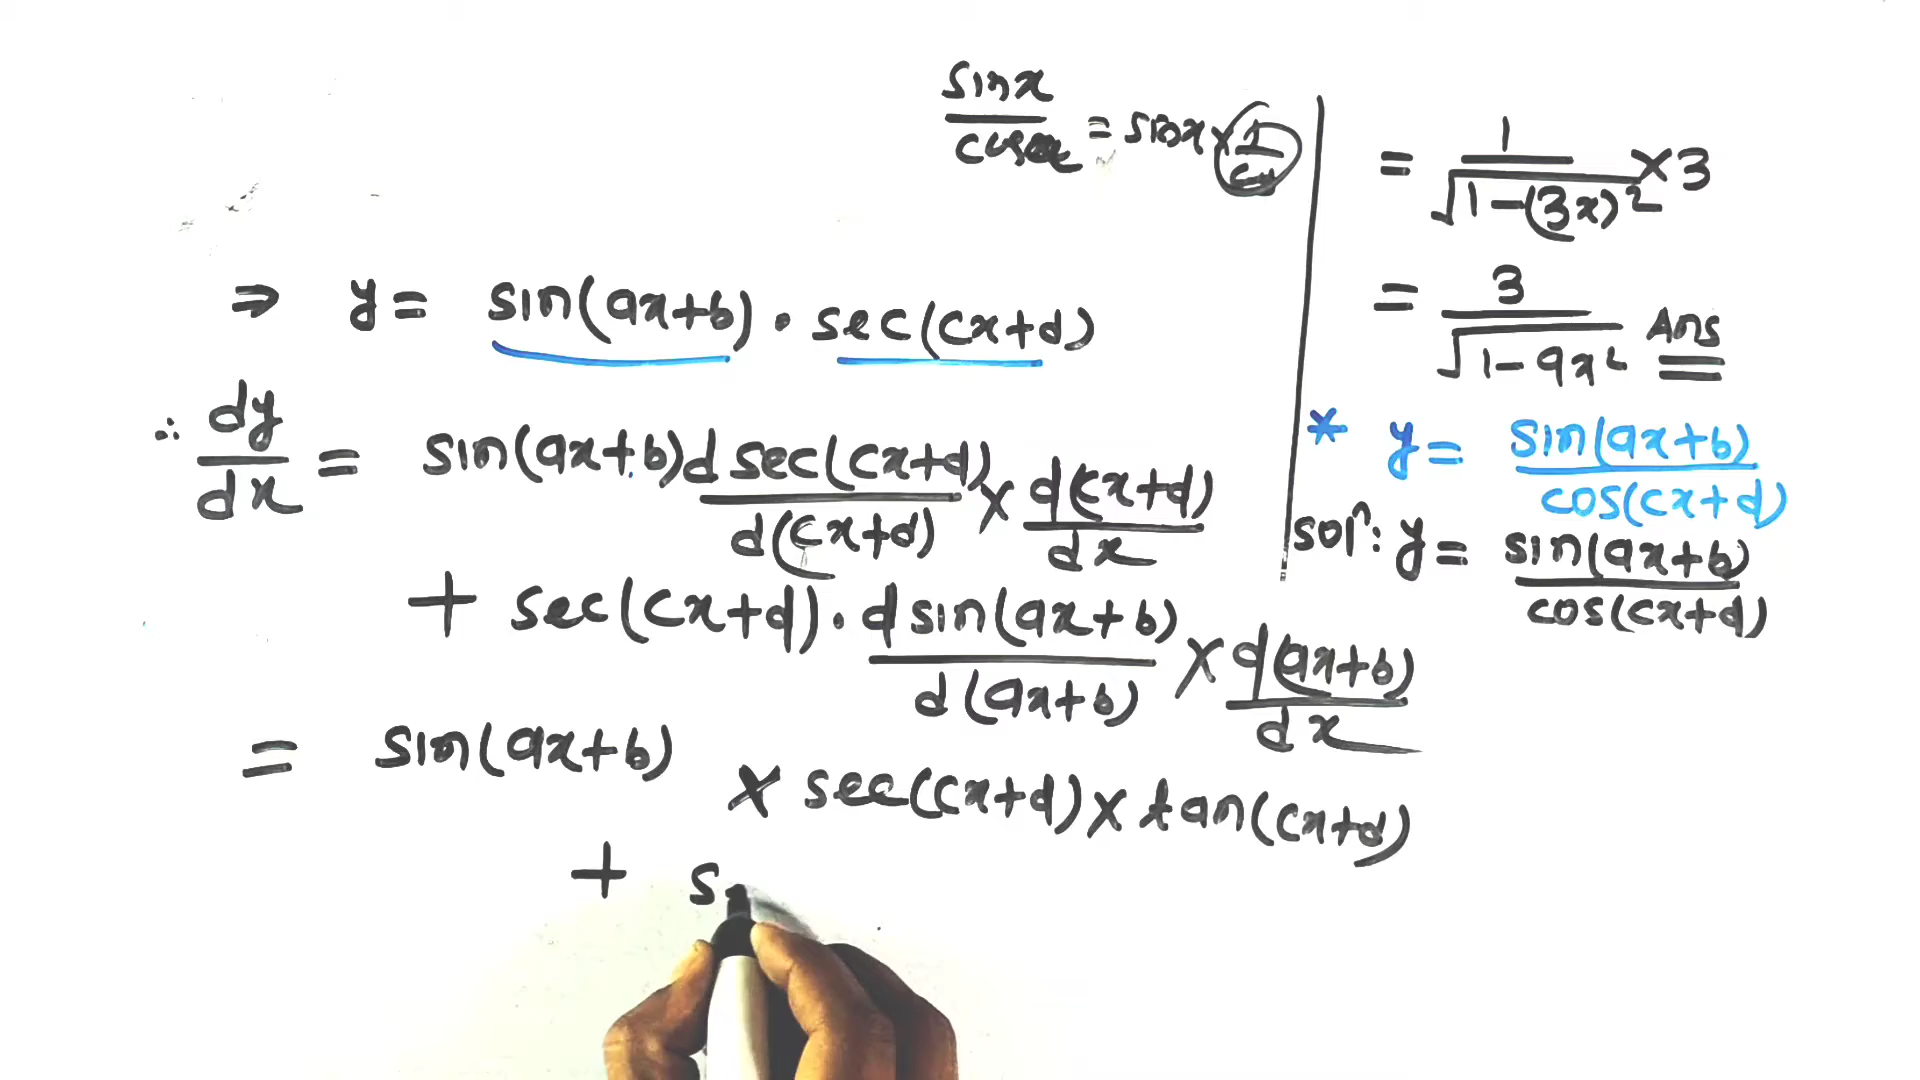 sinx
/cosx = sinx × 1/cosx
⇒ y = sin(ax+b) · sec(cx+d)
∴ dy/dx = sin(ax+b) d sec(cx+d)/d(cx+d) × d(cx+d)/dx
+ sec(cx+d) · d sin(ax+b)/d(ax+b) × d(ax+b)/dx
= sin(ax+b) × sec(cx+d) × tan(cx+d)
+ s
= 1/√1-(3x)² × 3
= 3/√1-9x² Ans
* y = sin(ax+b)/cos(cx+d)
Solⁿ: y = sin(ax+b)/cos(cx+d)